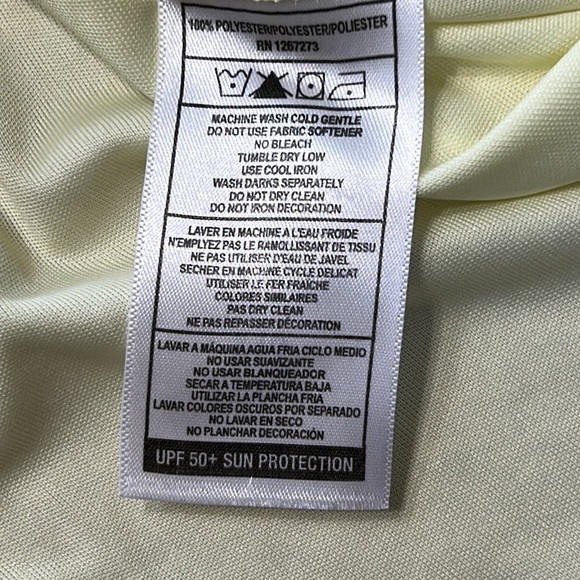 100% POLYESTER/POLYESTER/POLIESTER
RN 1267273
MACHINE WASH COLD GENTLE
DO NOT USE FABRIC SOFTENER
NO BLEACH
TUMBLE DRY LOW
USE COOL IRON
WASH DARKS SEPARATELY
DO NOT DRY CLEAN
DO NOT IRON DECORATION
LAVER EN MACHINE A L'EAU FROIDE
N'EMPLYEZ PAS LE RAMOLLISSANT DE TISSU
NE PAS UTILISER D'EAU DE JAVEL
SECHER EN MACHINE CYCLE DELICAT
UTILISER LE FER FRAÎCHE
COLORES SIMILAIRES
PAS DRY CLEAN
NE PAS REPASSER DÉCORATION
LAVAR A MÁQUINA AGUA FRIA CICLO MEDIO
NO USAR SUAVIZANTE
NO USAR BLANQUEADOR
SECAR A TEMPERATURA BAJA
UTILIZAR LA PLANCHA FRIA
LAVAR COLORES OSCUROS POR SEPARADO
NO LAVAR EN SECO
NO PLANCHAR DECORACIÓN
UPF 50+ SUN PROTECTION